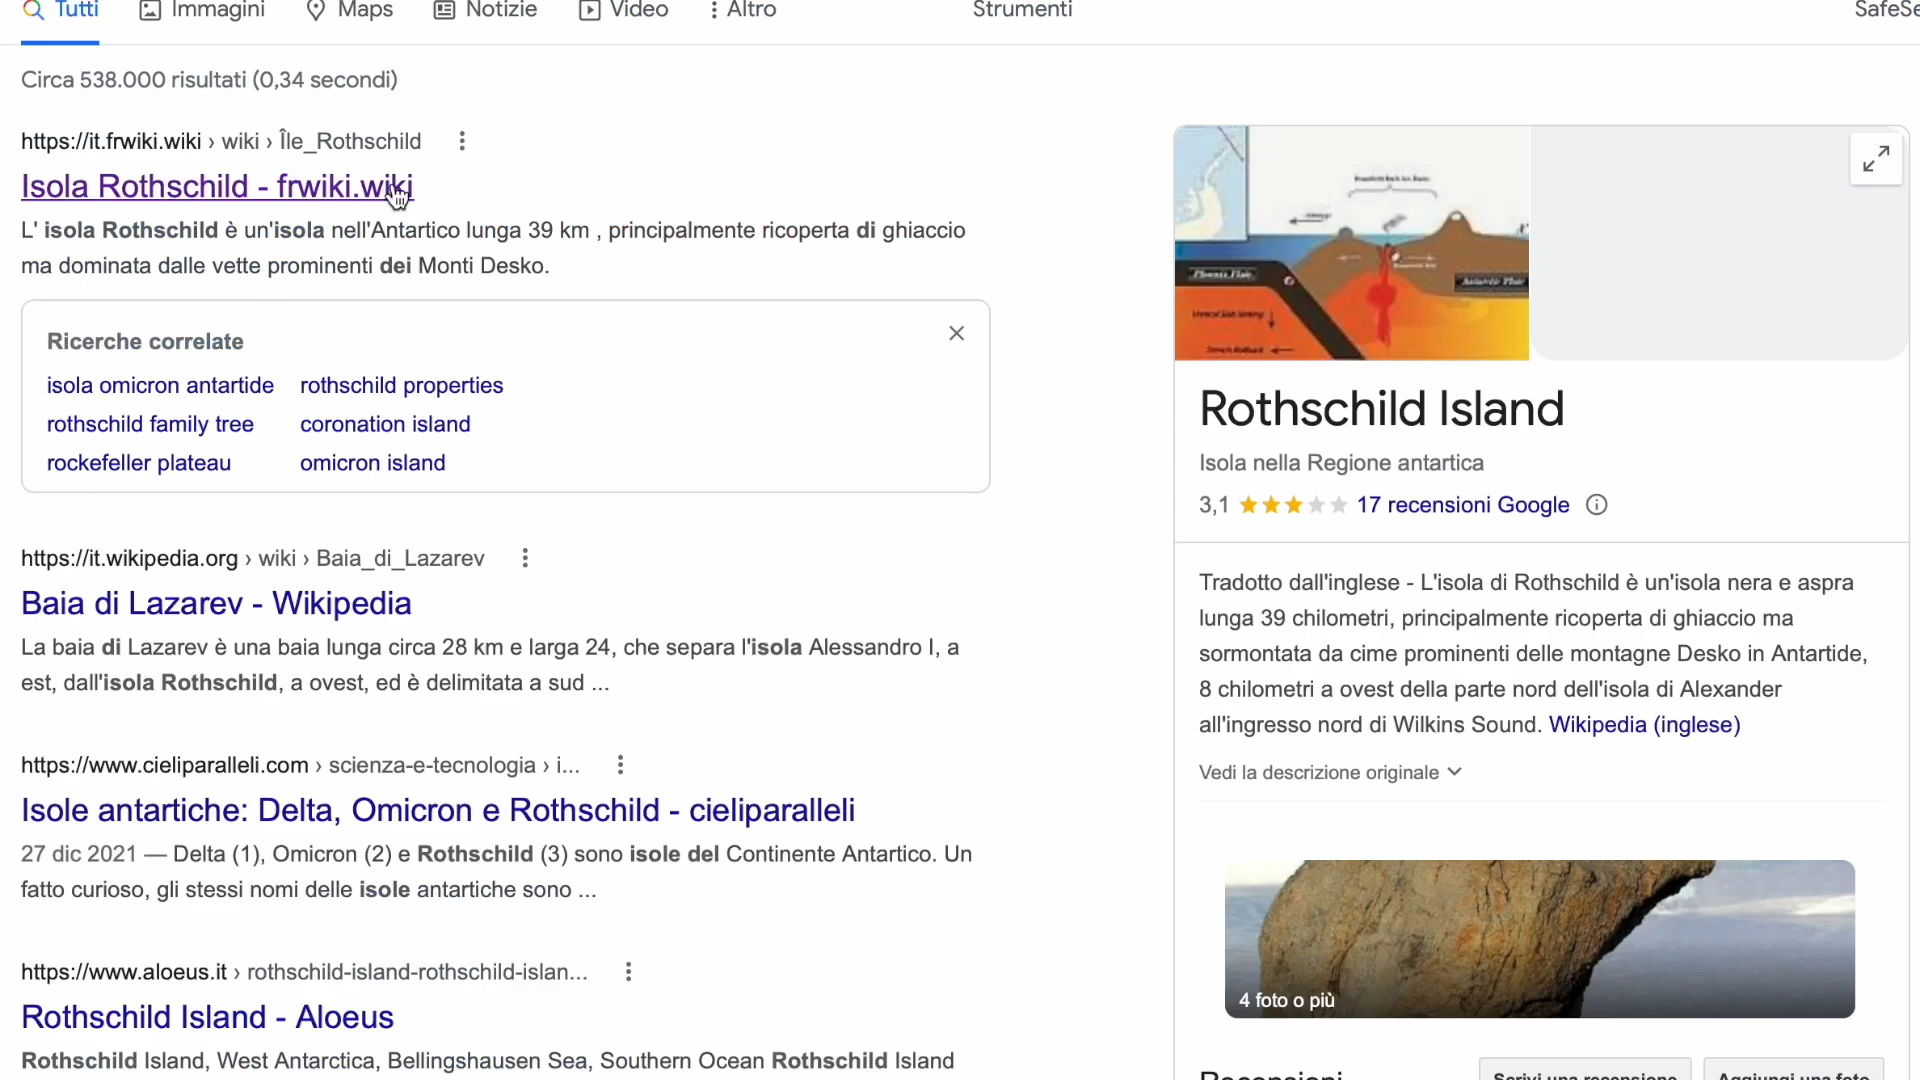 Tutti Immagini Maps Notizie Video Altro Strumenti
Circa 538.000 risultati (0,34 secondi)
https://it.frwiki.wiki › wiki › Île_Rothschild
Isola Rothschild - frwiki.wiki
L' isola Rothschild è un'isola nell'Antartico lunga 39 km , principalmente ricoperta di ghiaccio
ma dominata dalle vette prominenti dei Monti Desko.
Ricerche correlate
isola omicron antartide rothschild properties
rothschild family tree coronation island
rockefeller plateau omicron island
https://it.wikipedia.org › wiki › Baia_di_Lazarev
Baia di Lazarev - Wikipedia
La baia di Lazarev è una baia lunga circa 28 km e larga 24, che separa l'isola Alessandro I, a
est, dall'isola Rothschild, a ovest, ed è delimitata a sud ...
https://www.cieliparalleli.com › scienza-e-tecnologia › i...
Isole antartiche: Delta, Omicron e Rothschild - cieliparalleli
27 dic 2021 — Delta (1), Omicron (2) e Rothschild (3) sono isole del Continente Antartico. Un
fatto curioso, gli stessi nomi delle isole antartiche sono ...
https://www.aloeus.it › rothschild-island-rothschild-islan...
Rothschild Island - Aloeus
Rothschild Island, West Antarctica, Bellingshausen Sea, Southern Ocean Rothschild Island
Phoenix Plate
Antarctic Plate
Rothschild Island
Isola nella Regione antartica
3,1 17 recensioni Google
Tradotto dall'inglese - L'isola di Rothschild è un'isola nera e aspra
lunga 39 chilometri, principalmente ricoperta di ghiaccio ma
sormontata da cime prominenti delle montagne Desko in Antartide,
8 chilometri a ovest della parte nord dell'isola di Alexander
all'ingresso nord di Wilkins Sound. Wikipedia (inglese)
Vedi la descrizione originale
4 foto o più
Recensioni Scrivi una recensione Aggiungi una foto